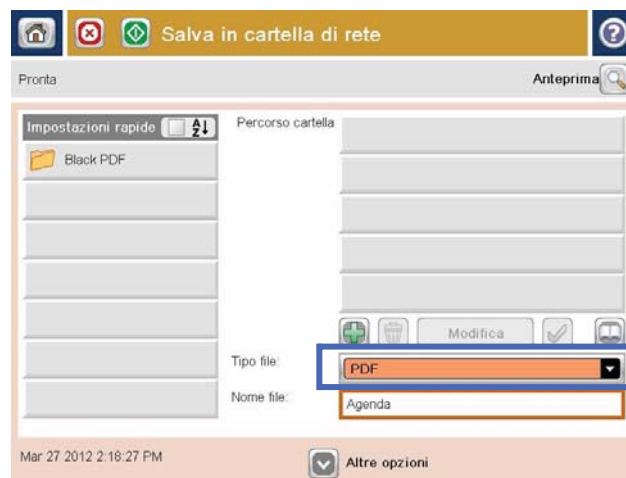 Salva in cartella di rete
?
Pronta
Anteprima
Impostazioni rapide
AZ
Percorso cartella
Black PDF
Modifica
Tipo file:
PDF
Nome file:
Agenda
Mar 27 2012 2:18:27 PM
Altre opzioni